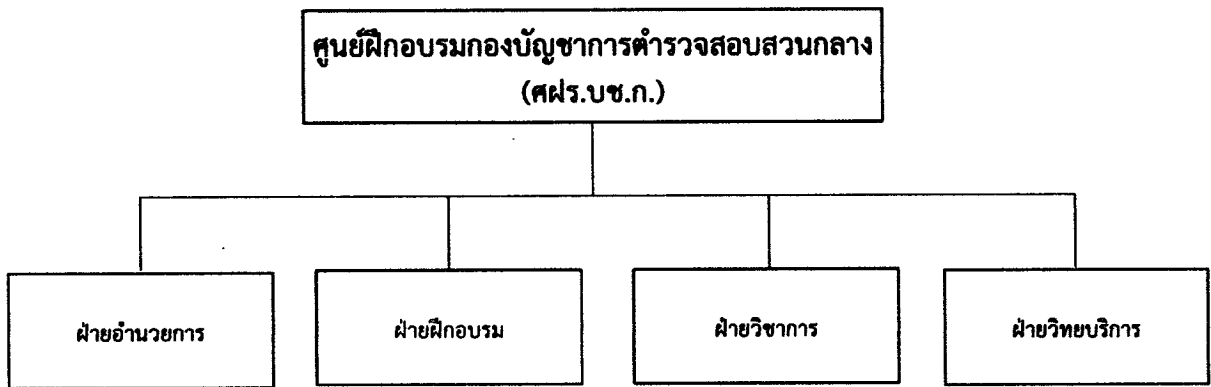 ศูนย์ฝึกอบรมกองบัญชาการตำรวจสอบสวนกลาง
(ศฝร.บช.ก.)
ฝ่ายอำนวยการ
ฝ่ายฝึกอบรม
ฝ่ายวิชาการ
ฝ่ายวิทยบริการ